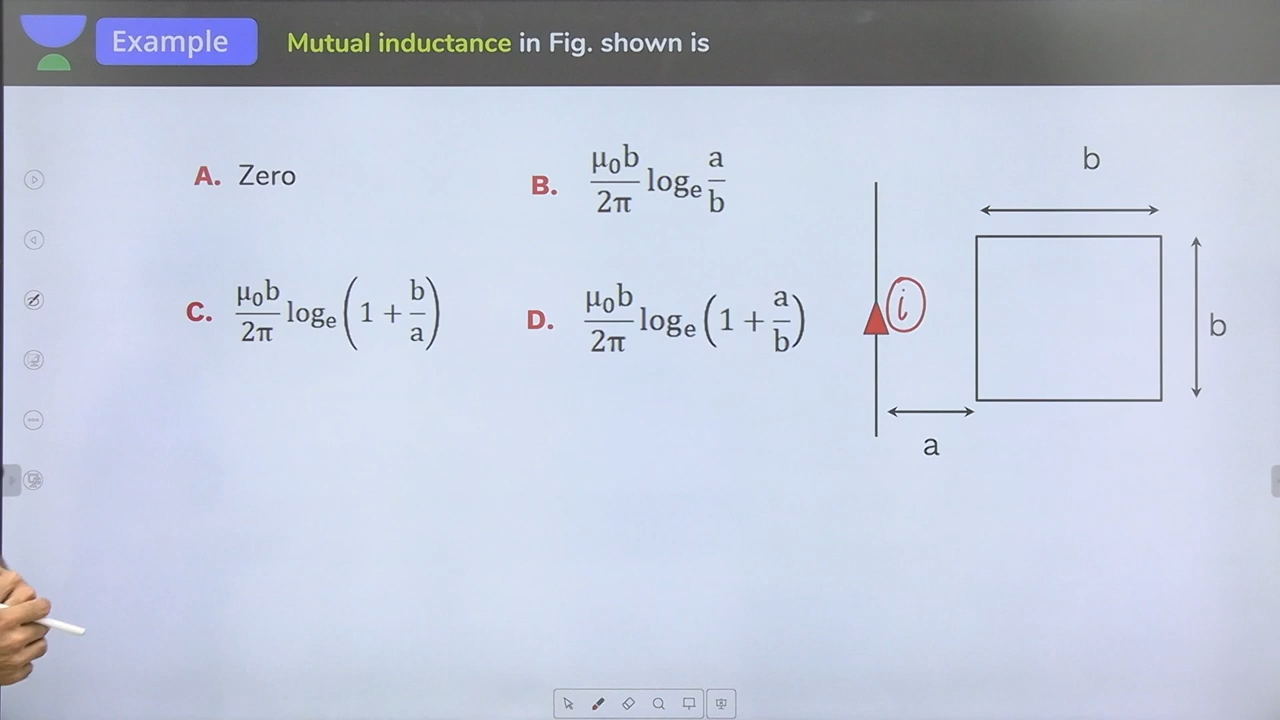 Example
Mutual inductance in Fig. shown is
A. Zero
B. μ₀b/2π logₑ a/b
C. μ₀b/2π logₑ (1 + b/a)
D. μ₀b/2π logₑ (1 + a/b)
b
i
b
a